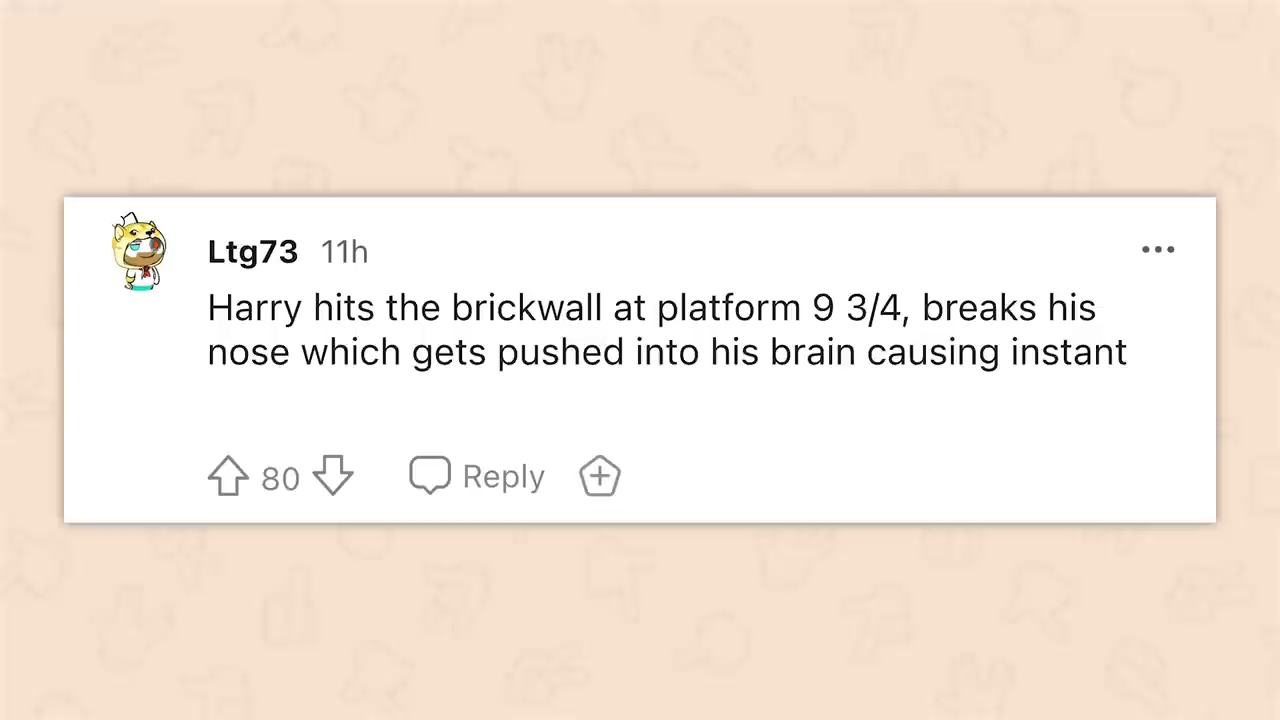 Ltg73 11h
Harry hits the brickwall at platform 9 3/4, breaks his
nose which gets pushed into his brain causing instant
80 Reply